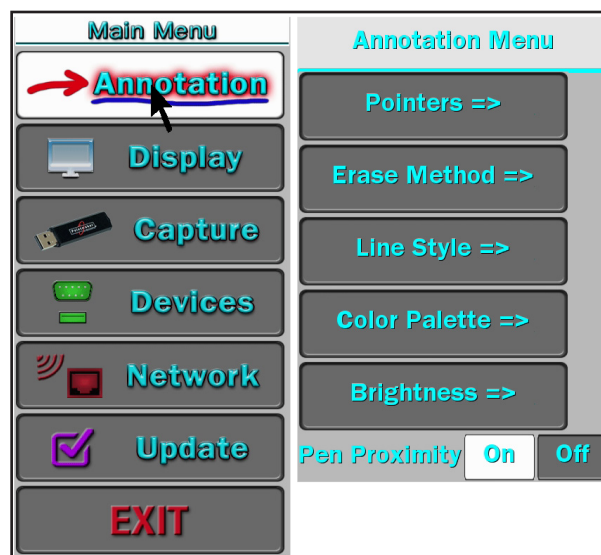 Main Menu
Annotation
Display
Capture
Devices
Network
Update
EXIT
Annotation Menu
Pointers =>
Erase Method =>
Line Style =>
Color Palette =>
Brightness =>
Pen Proximity On Off